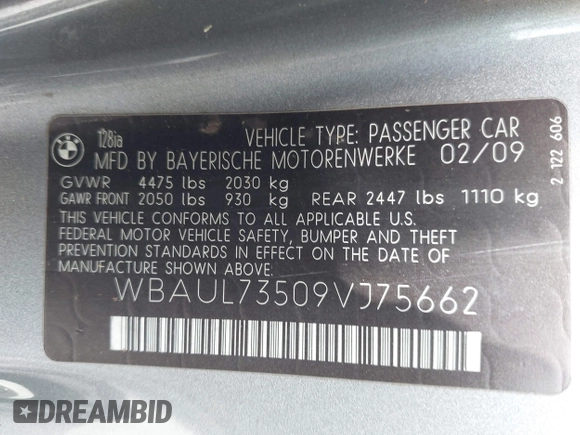 BMW
128ia
VEHICLE TYPE: PASSENGER CAR
MFD BY BAYERISCHE MOTORENWERKE 02/09
GVWR 4475 lbs 2030 kg
GAWR FRONT 2050 lbs 930 kg REAR 2447 lbs 1110 kg
THIS VEHICLE CONFORMS TO ALL APPLICABLE U.S.
FEDERAL MOTOR VEHICLE SAFETY, BUMPER AND THEFT
PREVENTION STANDARDS IN EFFECT ON THE DATE OF
MANUFACTURE SHOWN ABOVE.
WBAUL73509VJ75662
2 122 606
DREAMBID